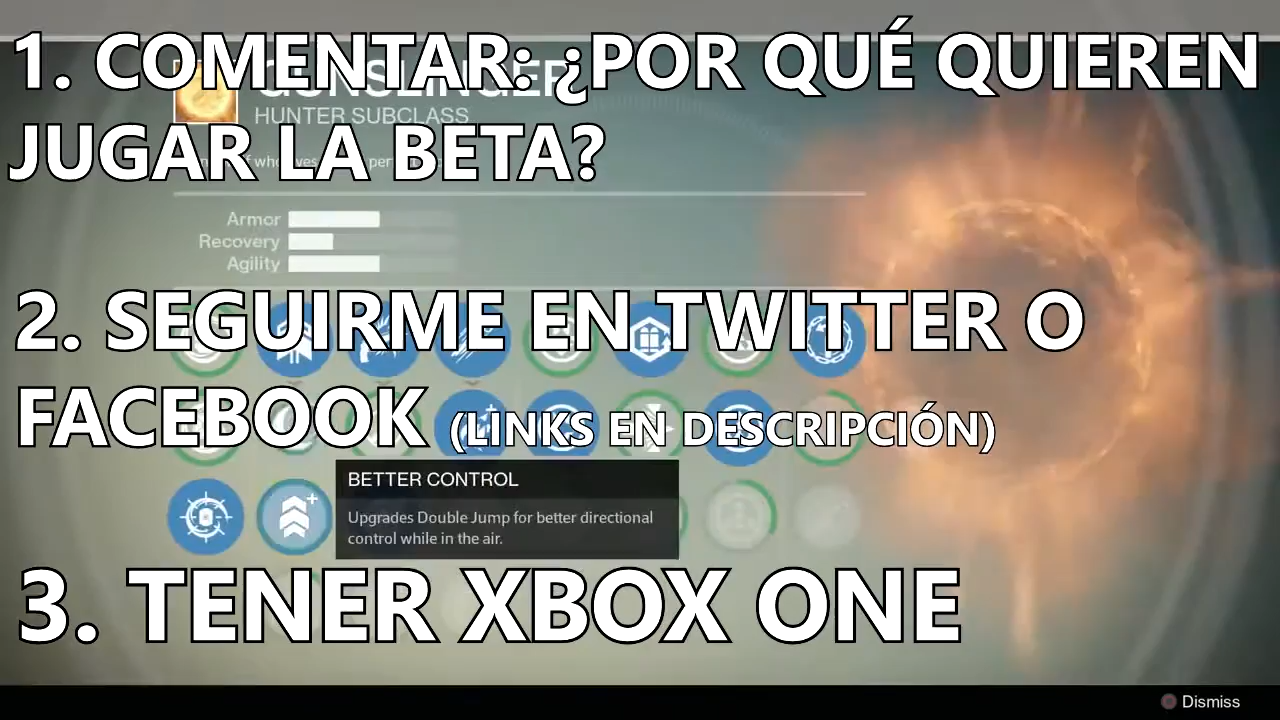 1. COMENTAR: ¿POR QUÉ QUIEREN
JUGAR LA BETA?
GUNSLINGER
HUNTER SUBCLASS
Armor
Recovery
Agility
2. SEGUIRME EN TWITTER O
FACEBOOK (LINKS EN DESCRIPCIÓN)
BETTER CONTROL
Upgrades Double Jump for better directional
control while in the air.
3. TENER XBOX ONE
Dismiss